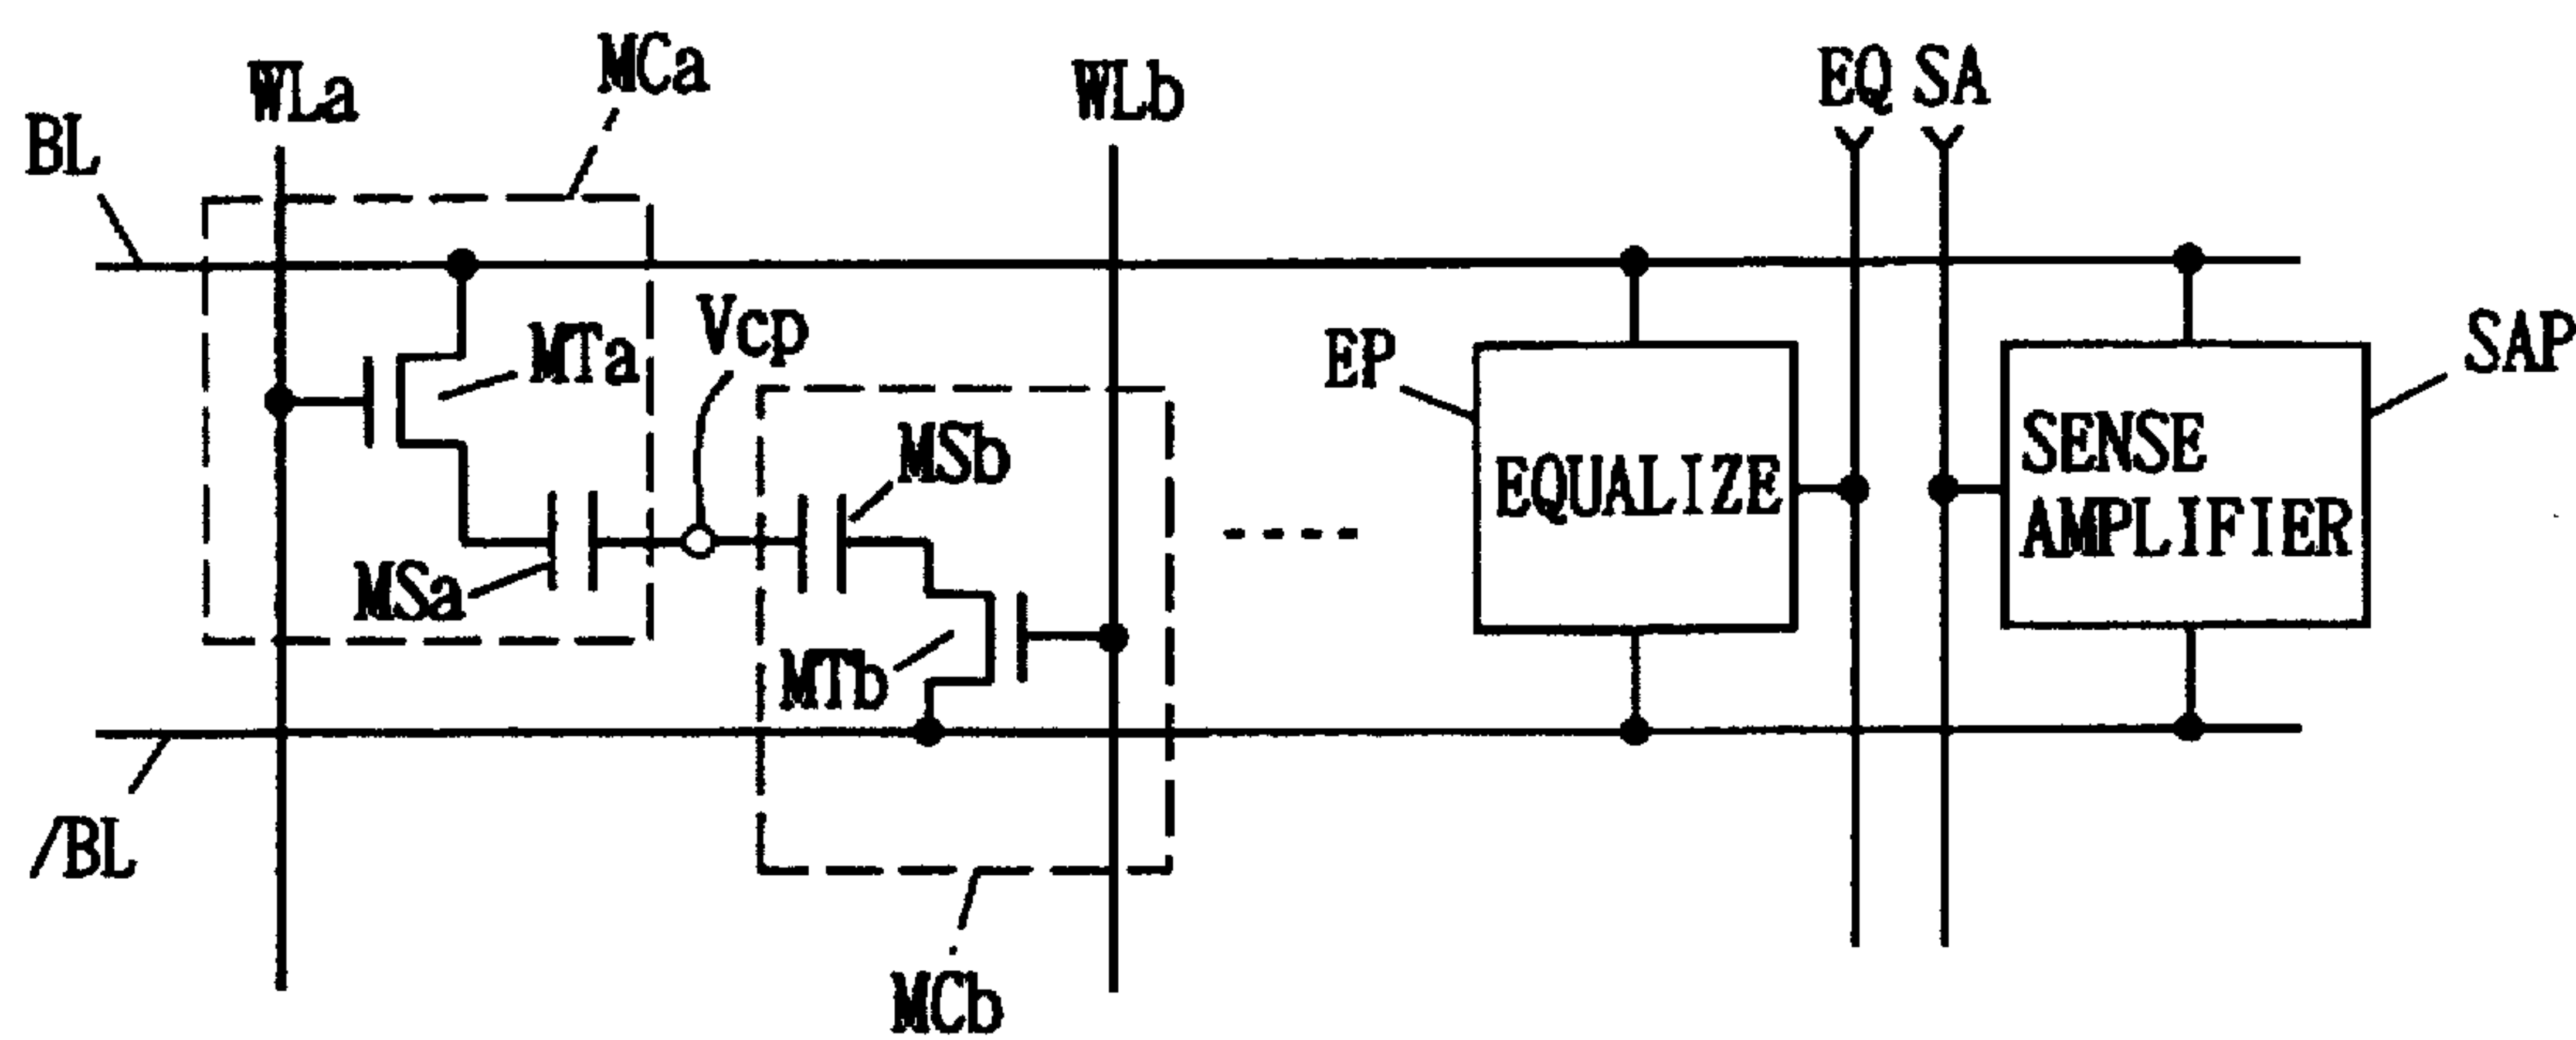 MCa
WLa
WLb
EQ SA
BL
Vcp
MTa
EP
SAP
MSb
SENSE
AMPLIFIER
EQUALIZE
MSa
MTb
/BL
MCb